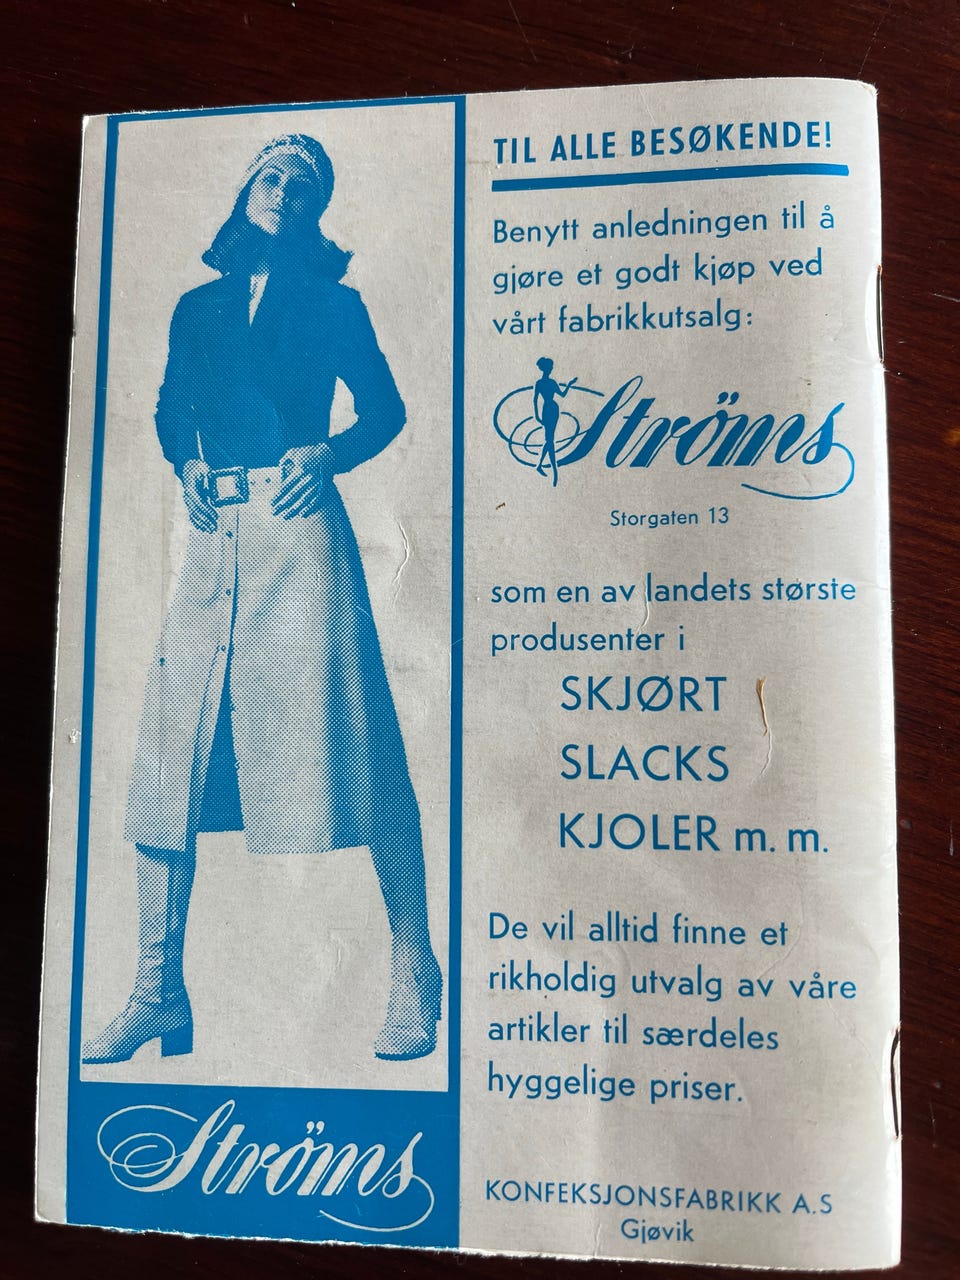 TIL ALLE BESØKENDE!
Benytt anledningen til å
gjøre et godt kjøp ved
vårt fabrikkutsalg:
Ströms
Storgaten 13
som en av landets største
produsenter i
SKJØRT
SLACKS
KJOLER m. m.
De vil alltid finne et
rikholdig utvalg av våre
artikler til særdeles
hyggelige priser.
KONFEKSJONSFABRIKK A.S
Gjøvik
Ströms